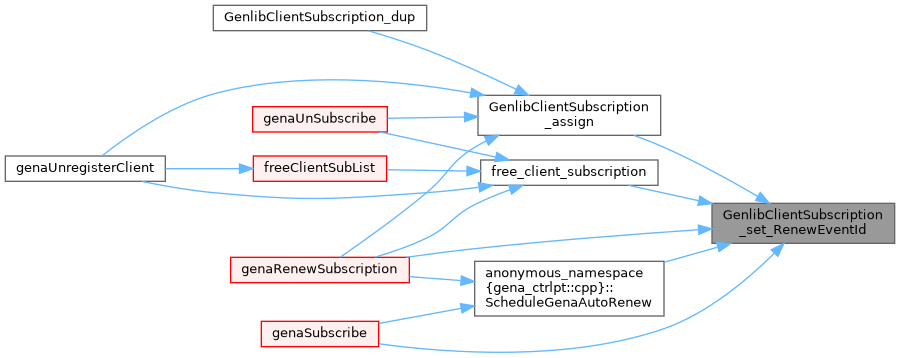 GenlibClientSubscription_dup
GenlibClientSubscription
_assign
genaUnSubscribe
genaUnregisterClient
freeClientSubList
free_client_subscription
GenlibClientSubscription
_set_RenewEventId
genaRenewSubscription
anonymous_namespace
{gena_ctrlpt::cpp}::
ScheduleGenaAutoRenew
genaSubscribe